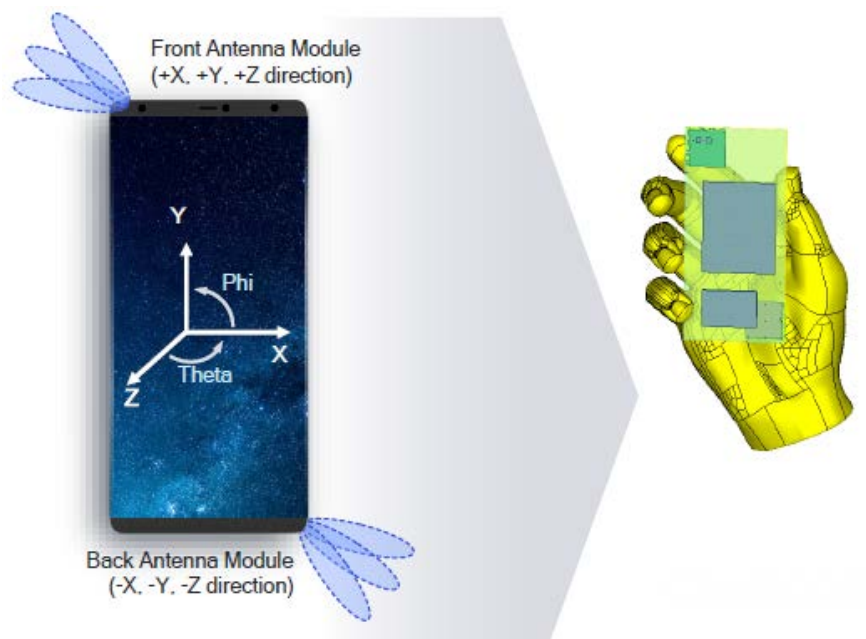 Front Antenna Module
(+X, +Y, +Z direction)
Y
Phi
X
Theta
Z
Back Antenna Module
(-X, -Y, -Z direction)